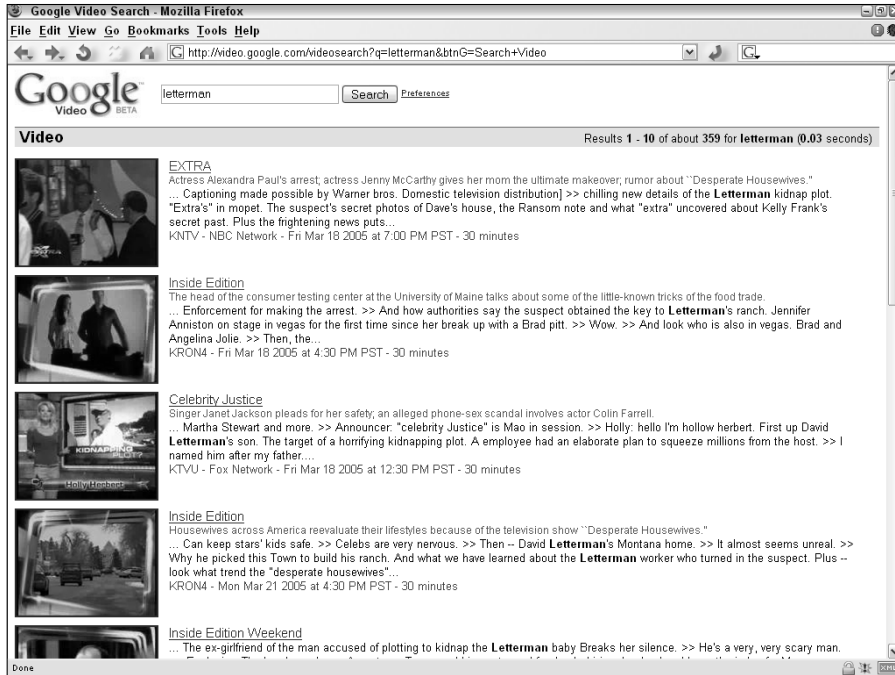 Google Video Search - Mozilla Firefox
File Edit View Go Bookmarks Tools Help
http://video.google.com/videosearch?q=letterman&btnG=Search+Video
Google
Video BETA
letterman
Search
Preferences
Video
Results 1 - 10 of about 359 for letterman (0.03 seconds)
EXTRA
Actress Alexandra Paul's arrest; actress Jenny McCarthy gives her mom the ultimate makeover; rumor about ``Desperate Housewives.''
... Captioning made possible by Warner bros. Domestic television distribution] >> chilling new details of the Letterman kidnap plot.
"Extra's" in mopet. The suspect's secret photos of Dave's house, the Ransom note and what "extra" uncovered about Kelly Frank's
secret past. Plus the frightening news puts...
KNTV - NBC Network - Fri Mar 18 2005 at 7:00 PM PST - 30 minutes
EXTRA
Inside Edition
The head of the consumer testing center at the University of Maine talks about some of the little-known tricks of the food trade.
... Enforcement for making the arrest. >> And how authorities say the suspect obtained the key to Letterman's ranch. Jennifer
Anniston on stage in vegas for the first time since her break up with a Brad pitt. >> Wow. >> And look who is also in vegas. Brad and
Angelina Jolie. >> Then, the...
KRON4 - Fri Mar 18 2005 at 4:30 PM PST - 30 minutes
Celebrity Justice
Singer Janet Jackson pleads for her safety; an alleged phone-sex scandal involves actor Colin Farrell.
... Martha Stewart and more. >> Announcer: "celebrity Justice" is Mao in session. >> Holly: hello I'm hollow herbert. First up David
Letterman's son. The target of a horrifying kidnapping plot. A employee had an elaborate plan to squeeze millions from the host. >> I
named him after my father....
KTVU - Fox Network - Fri Mar 18 2005 at 12:30 PM PST - 30 minutes
KIDNAPPING
PLOT?
Holly Herbert
Inside Edition
Housewives across America reevaluate their lifestyles because of the television show ``Desperate Housewives.''
... Can keep stars' kids safe. >> Celebs are very nervous. >> Then -- David Letterman's Montana home. >> It almost seems unreal. >>
Why he picked this Town to build his ranch. And what we have learned about the Letterman worker who turned in the suspect. Plus --
look what trend the "desperate housewives"...
KRON4 - Mon Mar 21 2005 at 4:30 PM PST - 30 minutes
Inside Edition Weekend
... The ex-girlfriend of the man accused of plotting to kidnap the Letterman baby Breaks her silence. >> He's a very, very scary man.
Done